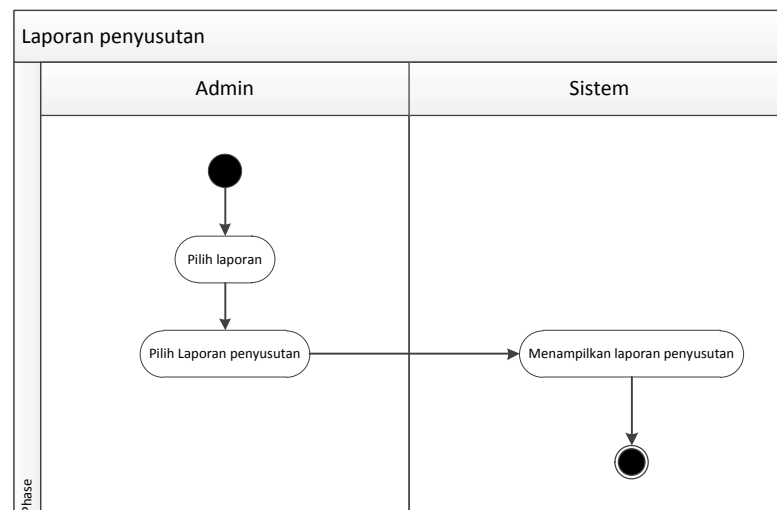 Laporan penyusutan
Admin
Sistem
Pilih laporan
Pilih Laporan penyusutan
Menampilkan laporan penyusutan
Phase